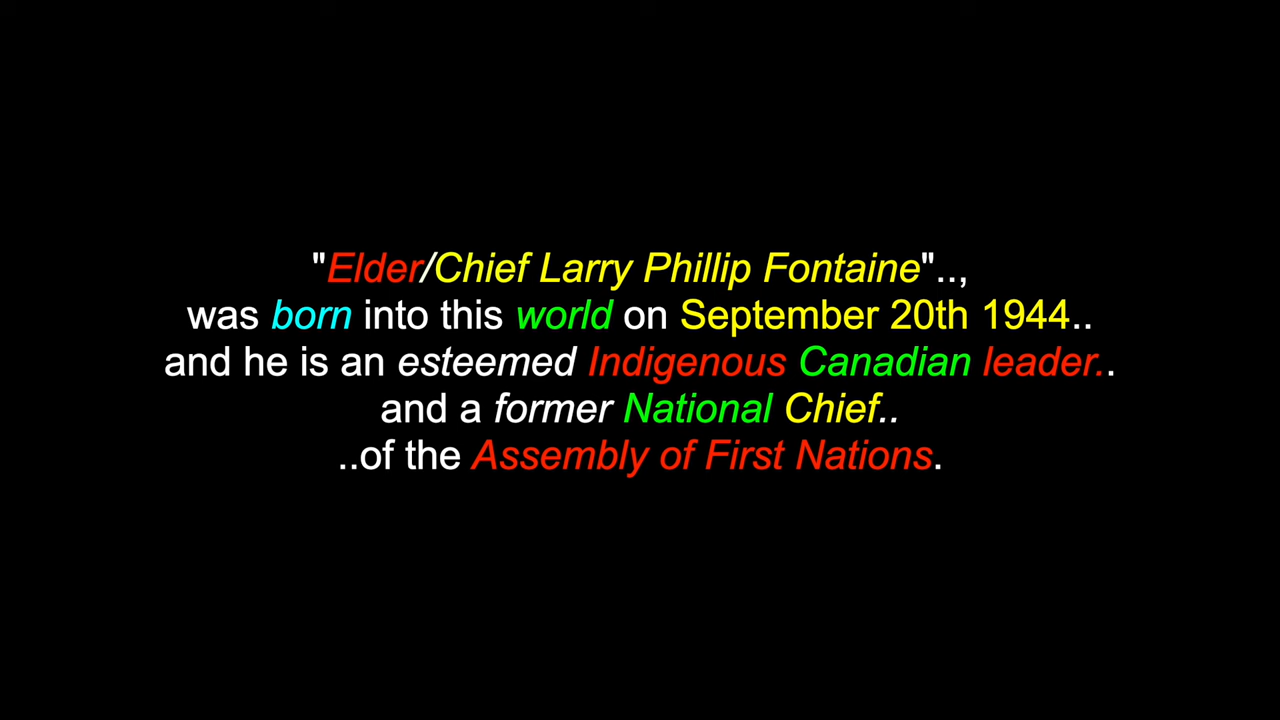 "Elder/Chief Larry Phillip Fontaine"..,
was born into this world on September 20th 1944..
and he is an esteemed Indigenous Canadian leader..
and a former National Chief..
..of the Assembly of First Nations.